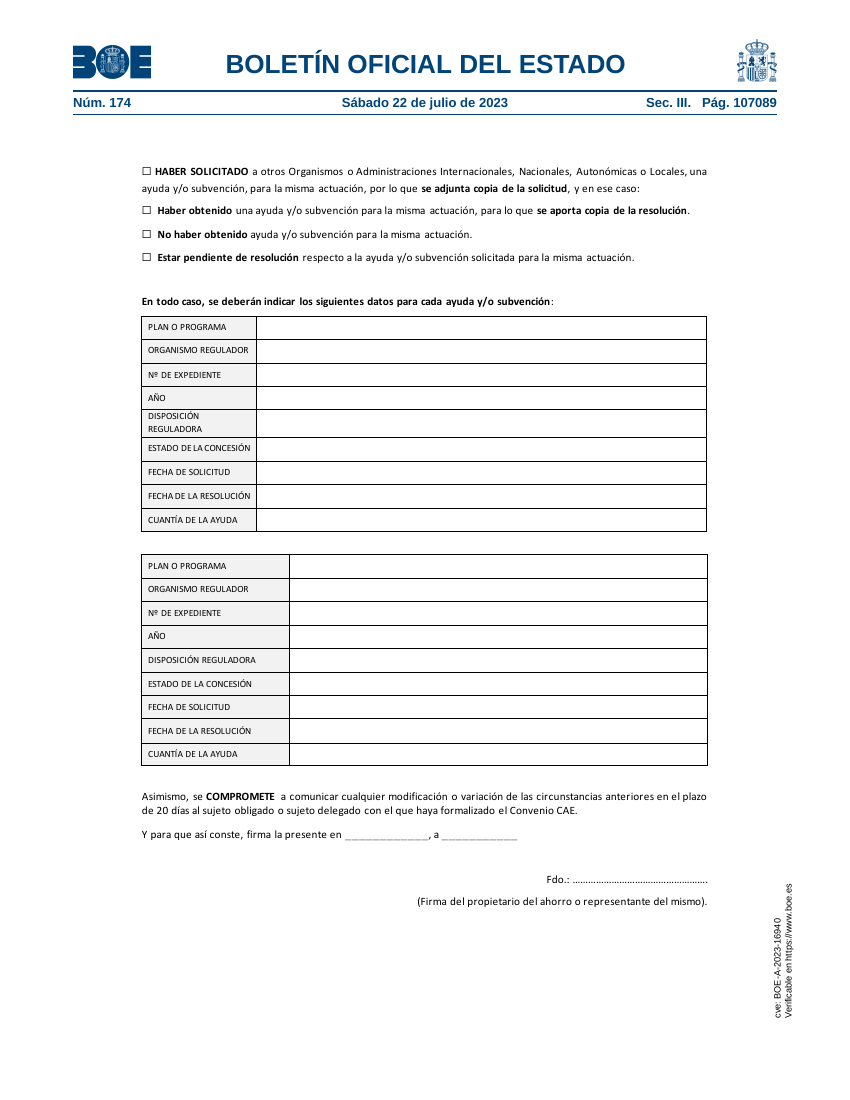 BOE
BOLETÍN OFICIAL DEL ESTADO
Núm. 174 Sábado 22 de julio de 2023 Sec. III. Pág. 107089
☐ HABER SOLICITADO a otros Organismos o Administraciones Internacionales, Nacionales, Autonómicas o Locales, una
ayuda y/o subvención, para la misma actuación, por lo que se adjunta copia de la solicitud, y en ese caso:
☐ Haber obtenido una ayuda y/o subvención para la misma actuación, para lo que se aporta copia de la resolución.
☐ No haber obtenido ayuda y/o subvención para la misma actuación.
☐ Estar pendiente de resolución respecto a la ayuda y/o subvención solicitada para la misma actuación.
En todo caso, se deberán indicar los siguientes datos para cada ayuda y/o subvención:
PLAN O PROGRAMA
ORGANISMO REGULADOR
Nº DE EXPEDIENTE
AÑO
DISPOSICIÓN
REGULADORA
ESTADO DE LA CONCESIÓN
FECHA DE SOLICITUD
FECHA DE LA RESOLUCIÓN
CUANTÍA DE LA AYUDA
PLAN O PROGRAMA
ORGANISMO REGULADOR
Nº DE EXPEDIENTE
AÑO
DISPOSICIÓN REGULADORA
ESTADO DE LA CONCESIÓN
FECHA DE SOLICITUD
FECHA DE LA RESOLUCIÓN
CUANTÍA DE LA AYUDA
Asimismo, se COMPROMETE a comunicar cualquier modificación o variación de las circunstancias anteriores en el plazo
de 20 días al sujeto obligado o sujeto delegado con el que haya formalizado el Convenio CAE.
Y para que así conste, firma la presente en _____________, a ____________
Fdo.: …………………………………………….
(Firma del propietario del ahorro o representante del mismo).
cve: BOE-A-2023-16940
Verificable en https://www.boe.es